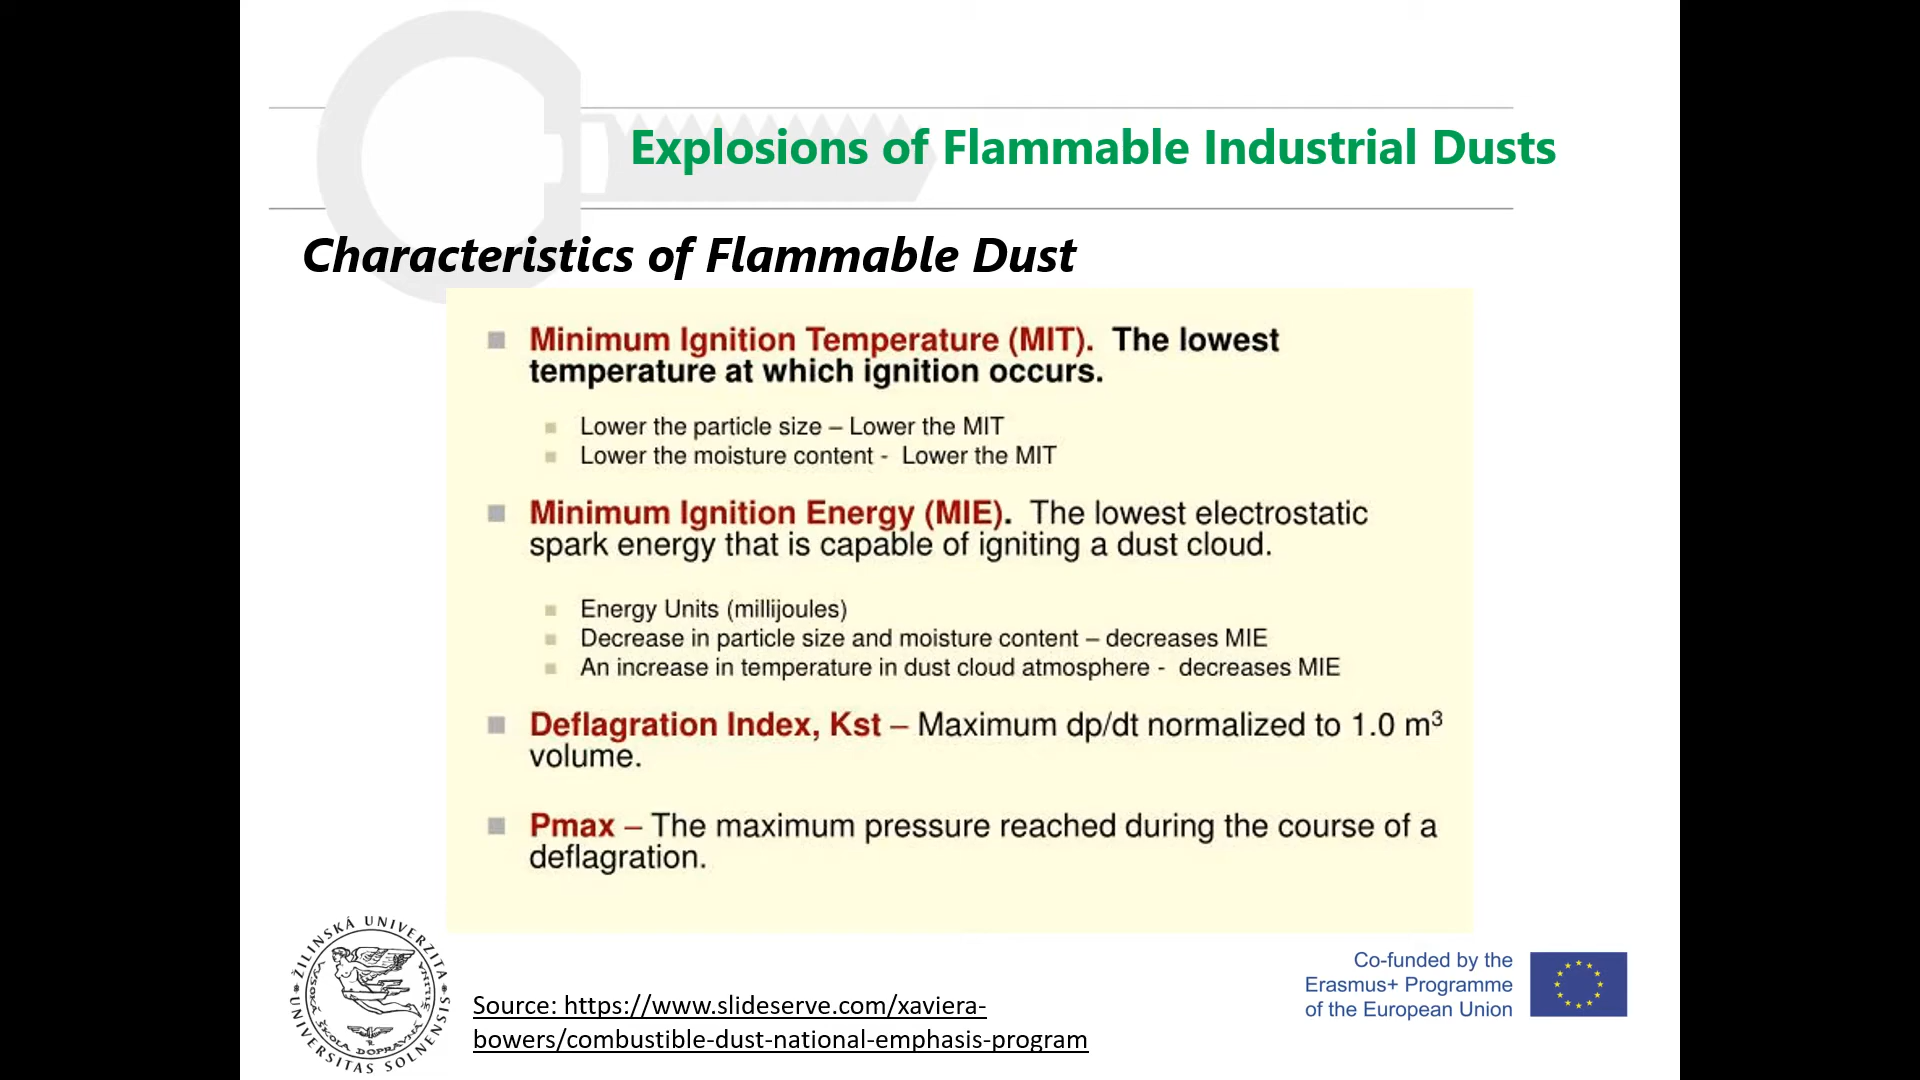 Explosions of Flammable Industrial Dusts
Characteristics of Flammable Dust
Minimum Ignition Temperature (MIT). The lowest
temperature at which ignition occurs.
Lower the particle size – Lower the MIT
Lower the moisture content - Lower the MIT
Minimum Ignition Energy (MIE). The lowest electrostatic
spark energy that is capable of igniting a dust cloud.
Energy Units (millijoules)
Decrease in particle size and moisture content – decreases MIE
An increase in temperature in dust cloud atmosphere - decreases MIE
Deflagration Index, Kst – Maximum dp/dt normalized to 1.0 m³
volume.
Pmax – The maximum pressure reached during the course of a
deflagration.
ŽILINSKÁ UNIVERZITA
UNIVERSITAS SOLNENSIS
VYSOKÁ ŠKOLA DOPRAVNÁ
Source: https://www.slideserve.com/xaviera-
bowers/combustible-dust-national-emphasis-program
Co-funded by the
Erasmus+ Programme
of the European Union